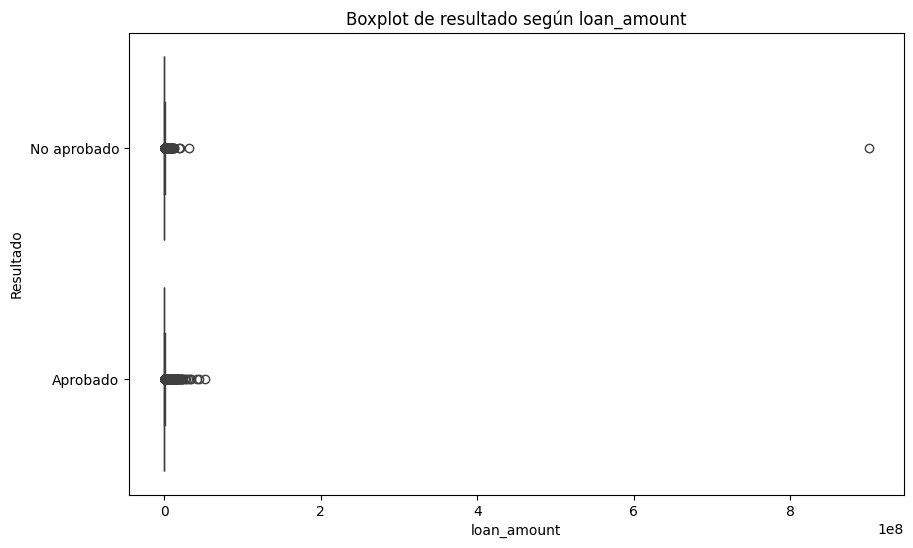 Boxplot de resultado según loan_amount
Resultado
No aprobado
Aprobado
0
2
4
6
8
1e8
loan_amount